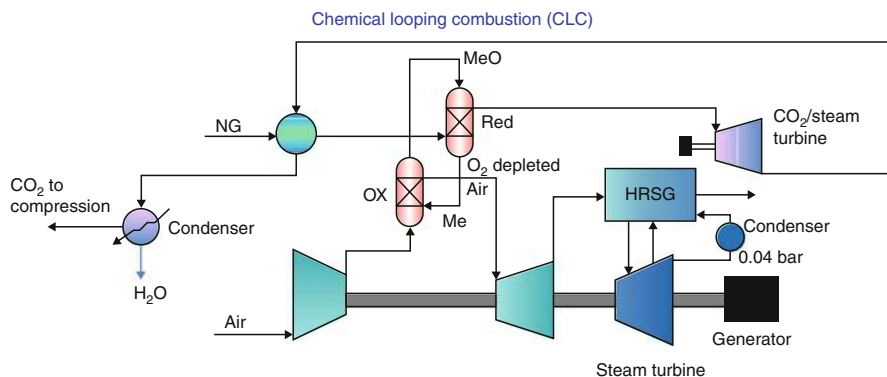 Chemical looping combustion (CLC)
MeO
NG
Red
CO2/steam
turbine
O2 depleted
Air
OX
Me
HRSG
CO2 to
compression
Condenser
Condenser
0.04 bar
H2O
Air
Generator
Steam turbine